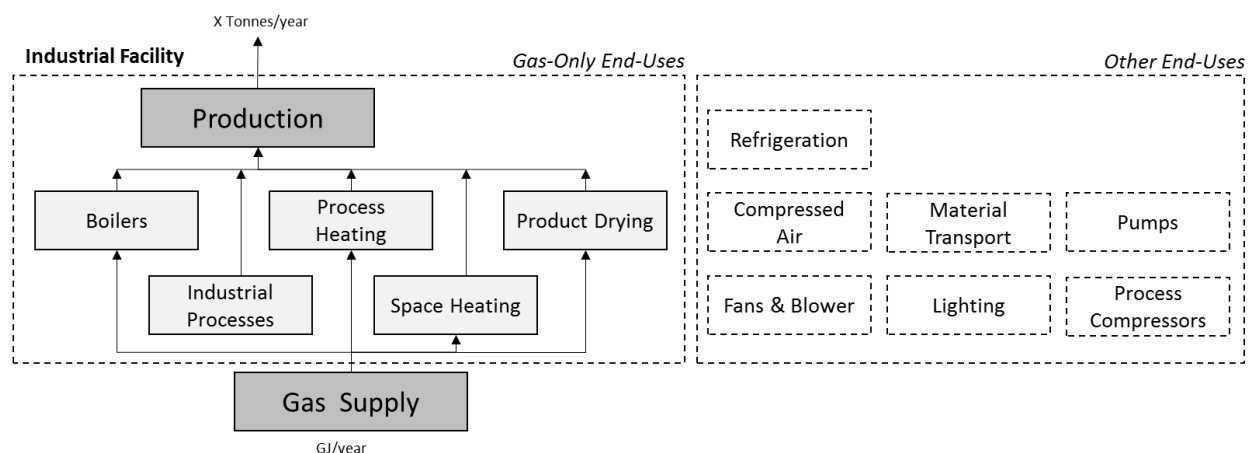 X Tonnes/year
Industrial Facility
Gas-Only End-Uses
Other End-Uses
Production
Refrigeration
Boilers
Process
Heating
Product Drying
Compressed
Air
Material
Transport
Pumps
Industrial
Processes
Space Heating
Fans & Blower
Lighting
Process
Compressors
Gas Supply
GJ/year